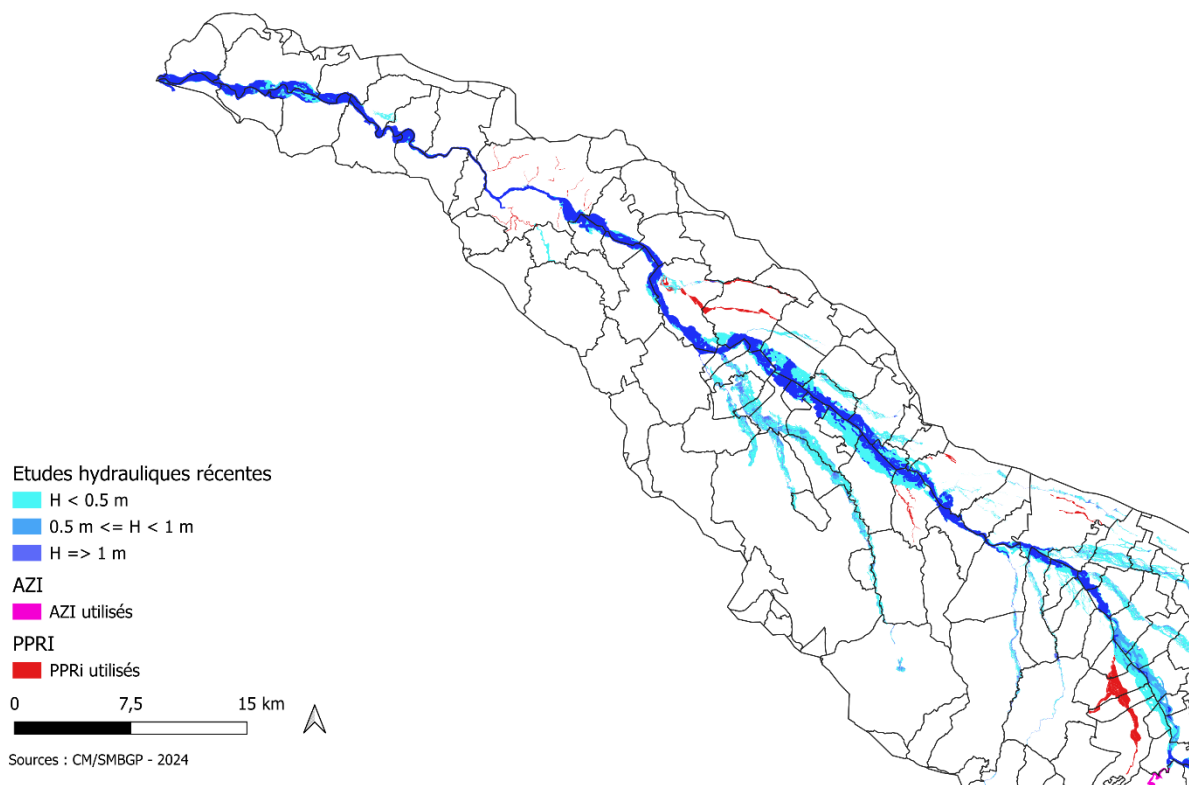 Etudes hydrauliques récentes
H < 0.5 m
0.5 m <= H < 1 m
H => 1 m
AZI
AZI utilisés
PPRI
PPRi utilisés
0 7,5 15 km
Sources : CM/SMBGP - 2024